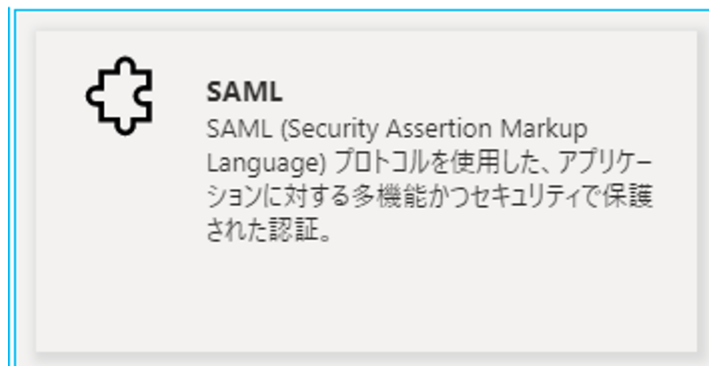 SAML
SAML (Security Assertion Markup
Language) プロトコルを使用した、アプリケー
ションに対する多機能かつセキュリティで保護
された認証。